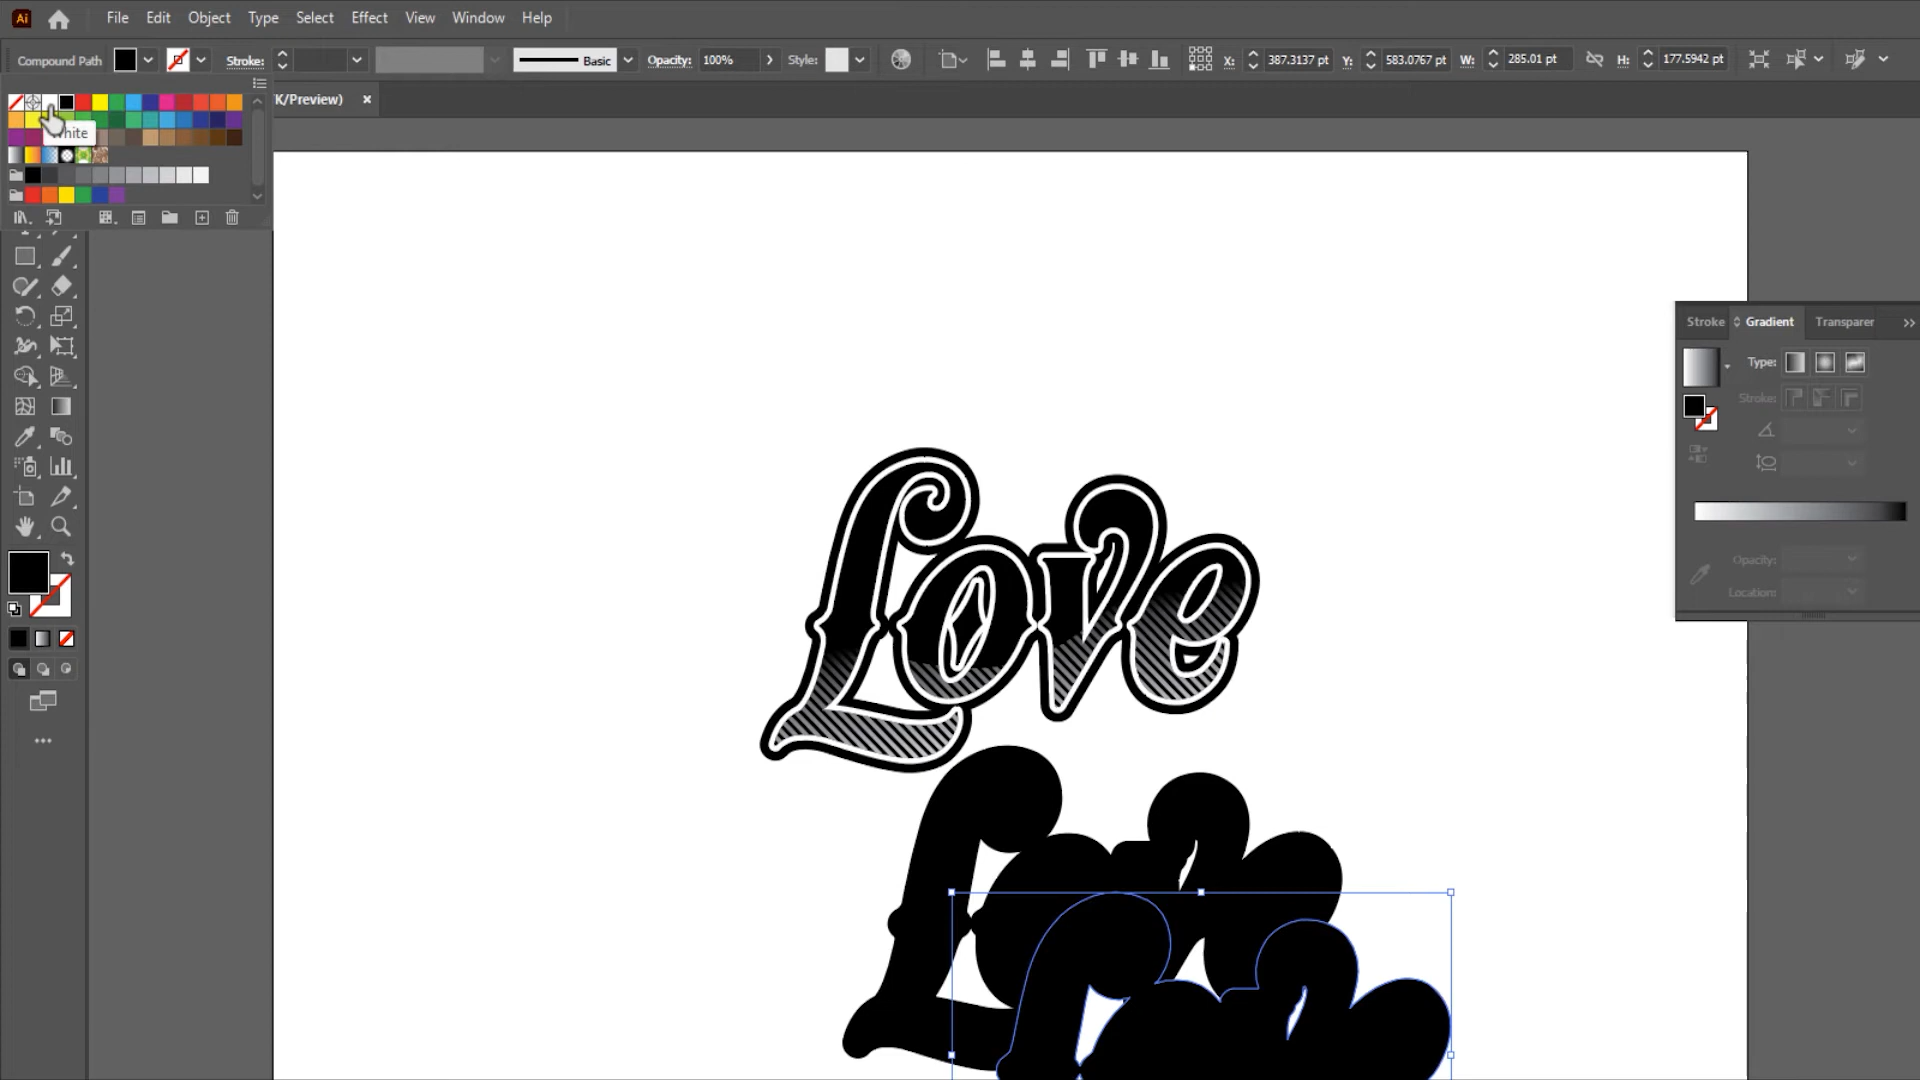 Ai File Edit Object Type Select Effect View Window Help
Compound Path Stroke: Basic Opacity: 100% Style: X: 387.3137 pt Y: 583.0767 pt W: 285.01 pt H: 177.5942 pt
K/Preview) ×
White
Stroke Gradient Transparer
Type:
Stroke:
Opacity:
Location:
Love